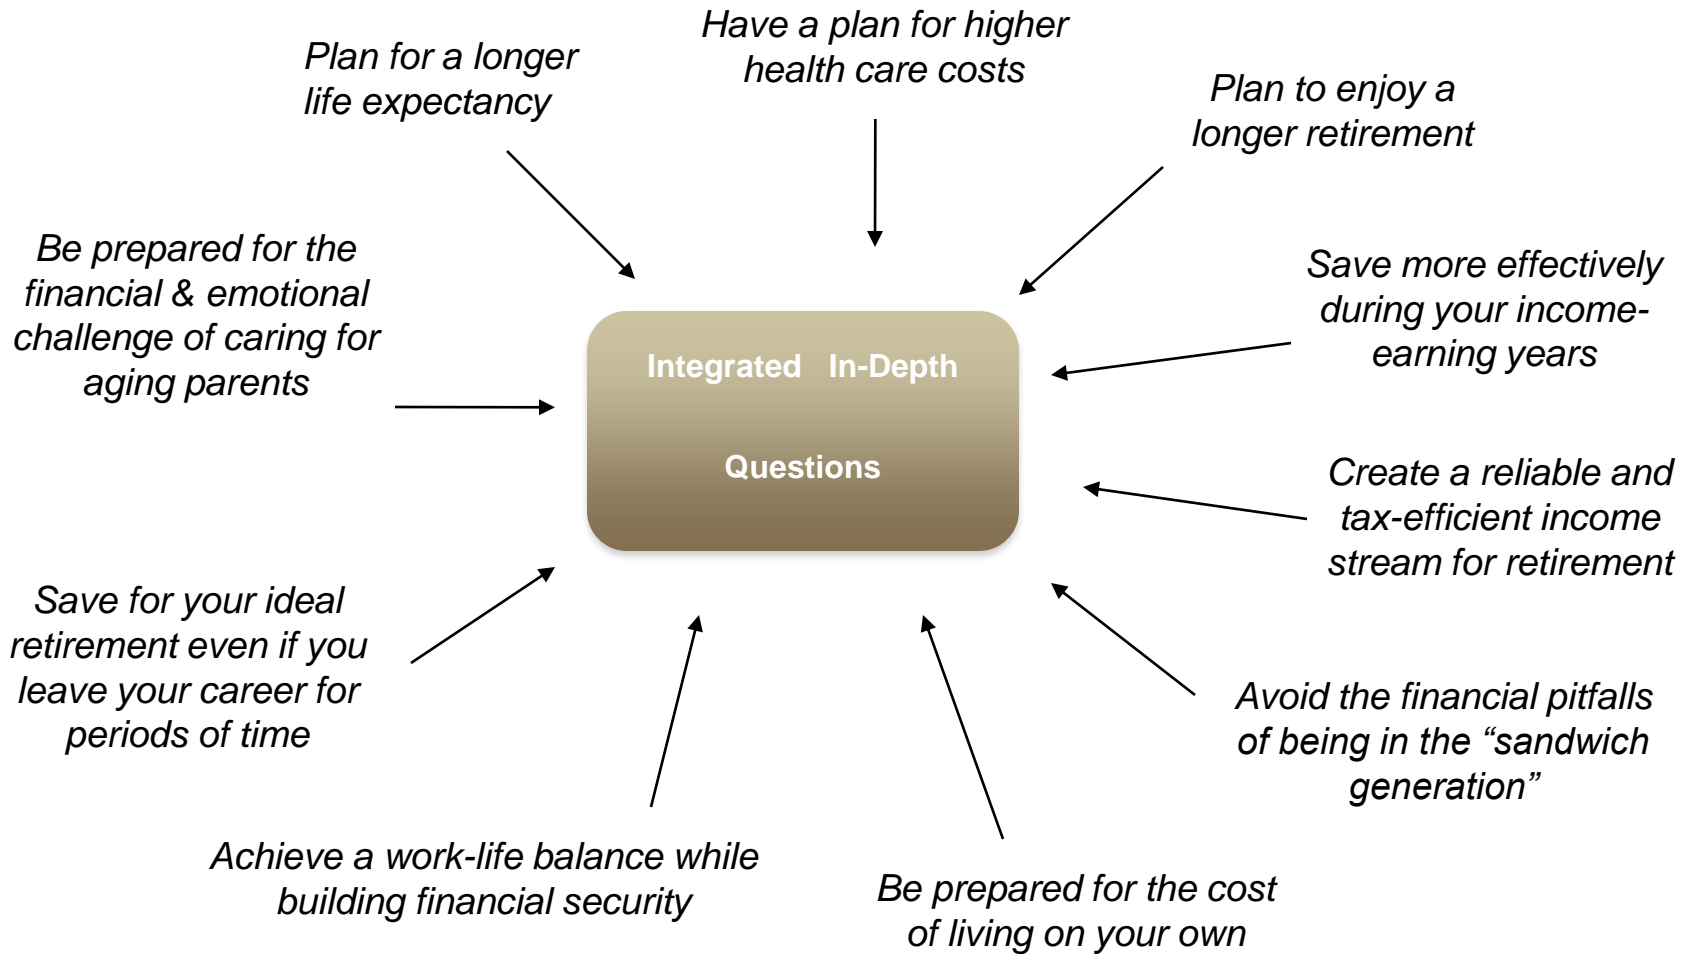 Have a plan for higher
health care costs
Plan for a longer
life expectancy
Plan to enjoy a
longer retirement
Be prepared for the
financial & emotional
challenge of caring for
aging parents
Save more effectively
during your income-
earning years
Integrated In-Depth
Questions
Create a reliable and
tax-efficient income
stream for retirement
Save for your ideal
retirement even if you
leave your career for
periods of time
Avoid the financial pitfalls
of being in the “sandwich
generation”
Achieve a work-life balance while
building financial security
Be prepared for the cost
of living on your own